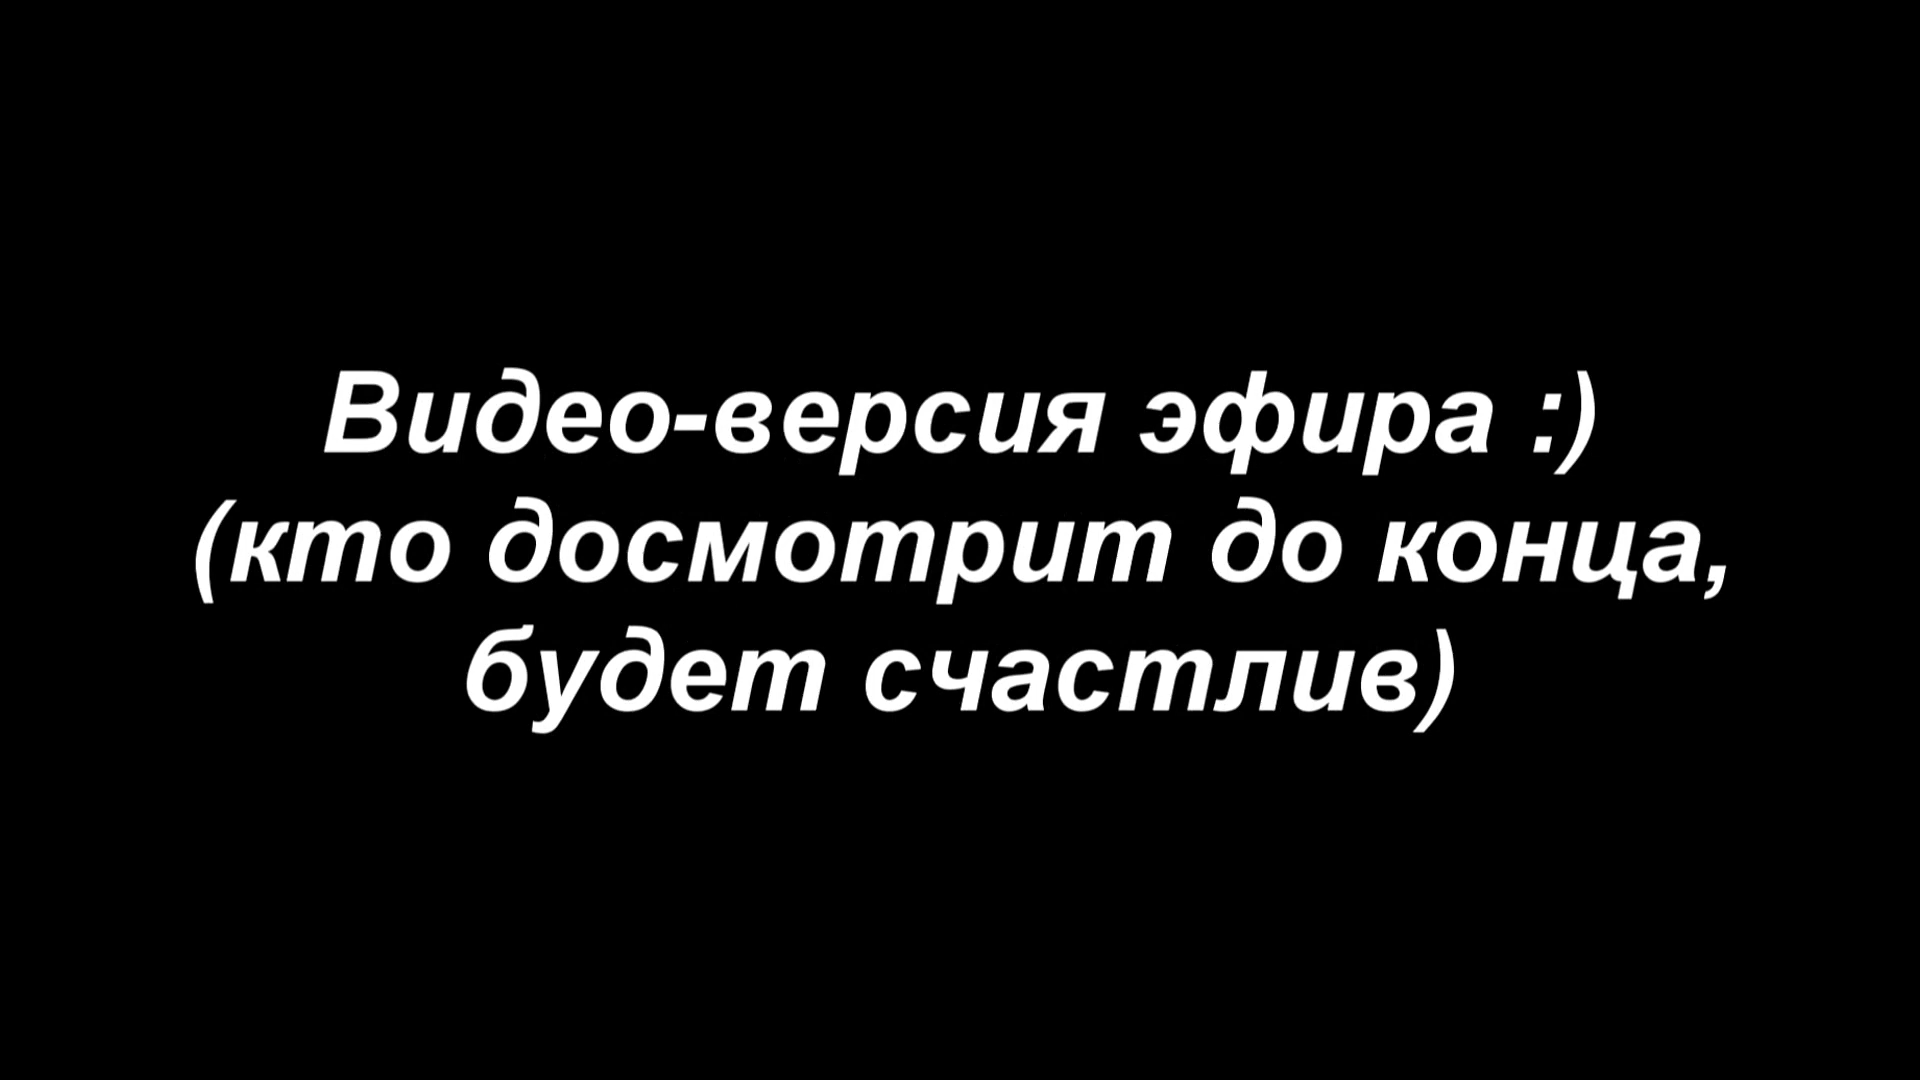 Видео-версия эфира :)
(кто досмотрит до конца,
будет счастлив)